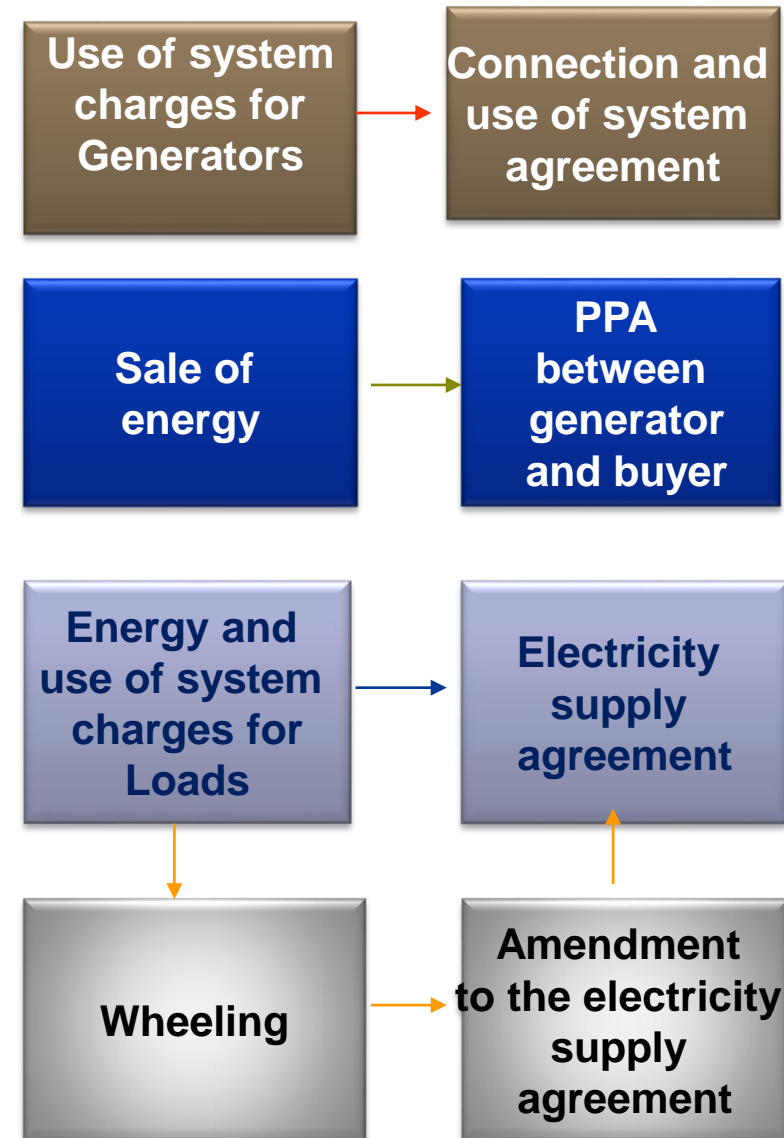 Use of system
charges for
Generators
Connection and
use of system
agreement
Sale of
energy
PPA
between
generator
and buyer
Energy and
use of system
charges for
Loads
Electricity
supply
agreement
Wheeling
Amendment
to the electricity
supply
agreement